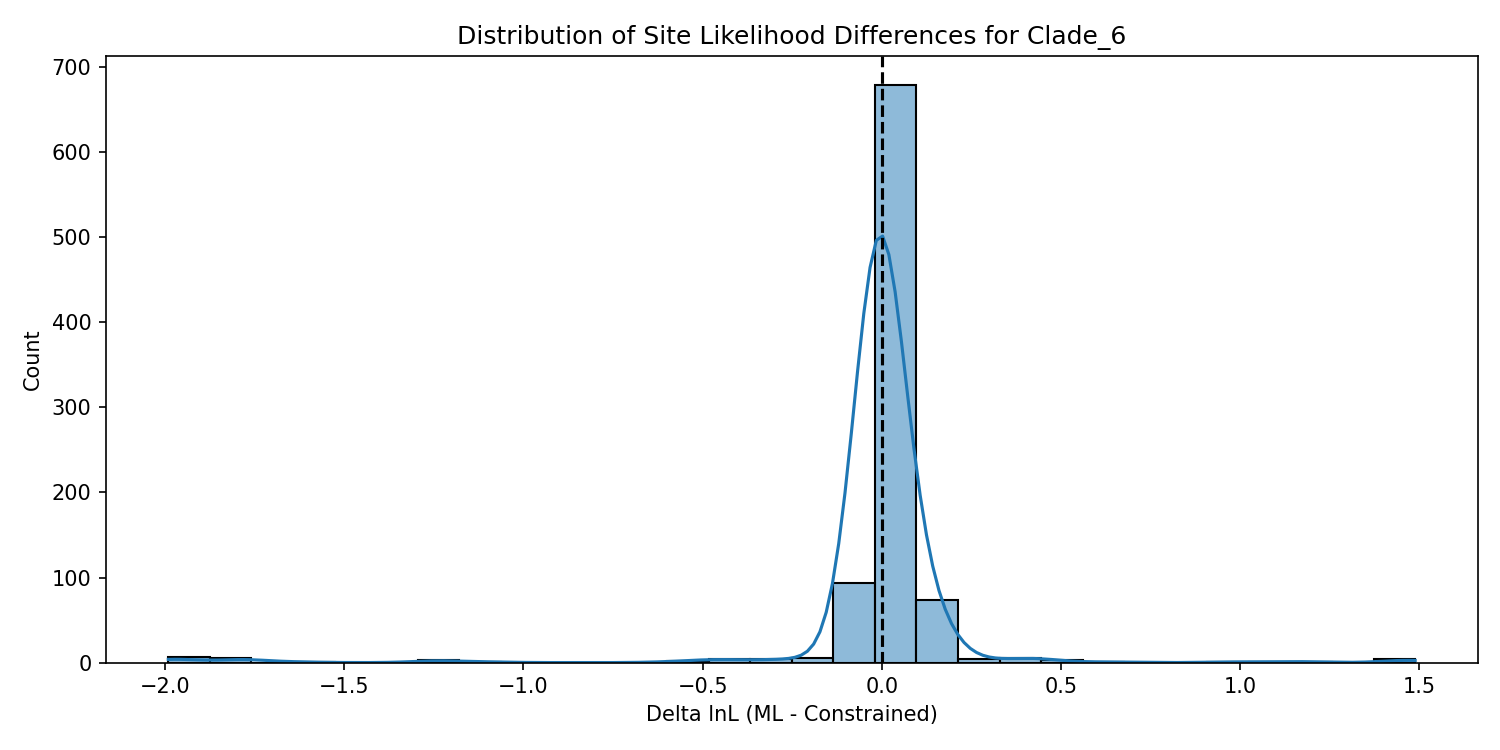 Distribution of Site Likelihood Differences for Clade_6
700
600
500
400
300
200
100
0
Count
−2.0 −1.5 −1.0 −0.5 0.0 0.5 1.0 1.5
Delta lnL (ML - Constrained)